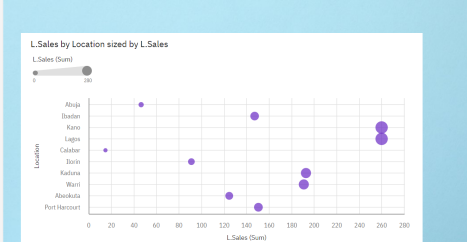 L.Sales by Location sized by L.Sales
L.Sales (Sum)
0 280
Abuja
Ibadan
Kano
Lagos
Calabar
Ilorin
Kaduna
Warri
Abeokuta
Port Harcourt
Location
0 20 40 60 80 100 120 140 160 180 200 220 240 260 280
L.Sales (Sum)